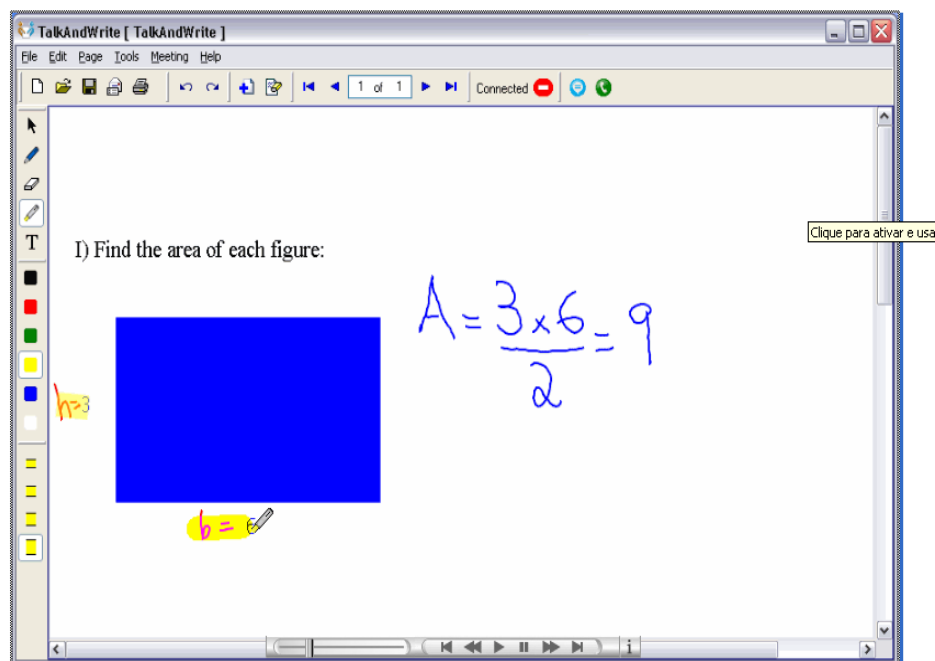 TalkAndWrite [ TalkAndWrite ]
File Edit Page Tools Meeting Help
1 of 1 Connected
T
Clique para ativar e usa
I) Find the area of each figure:
A = 3 x 6 = 9
2
h=3
b =
i